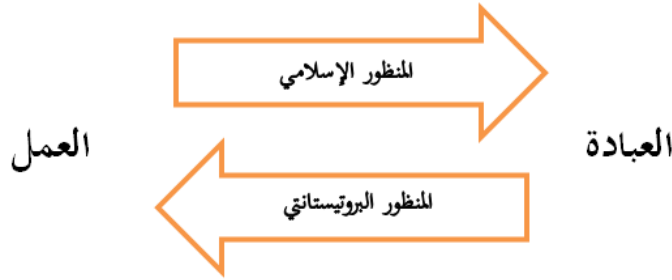 المنظور الإسلامي
العبادة
العمل
المنظور البروتيستانتي